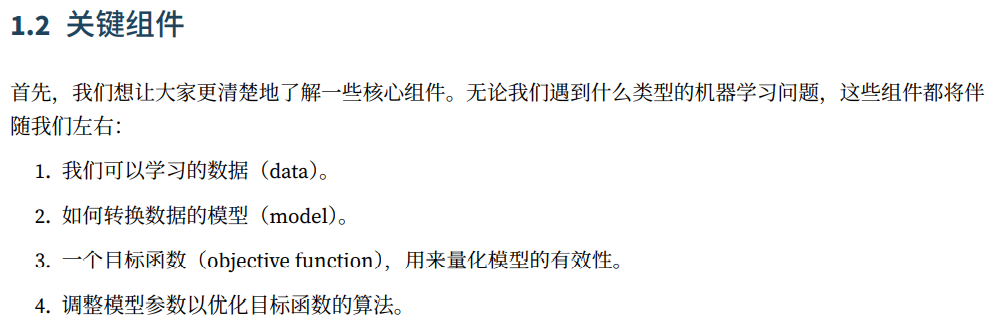 1.2 关键组件
首先，我们想让大家更清楚地了解一些核心组件。无论我们遇到什么类型的机器学习问题，这些组件都将伴
随我们左右：
1. 我们可以学习的数据（data）。
2. 如何转换数据的模型（model）。
3. 一个目标函数（objective function），用来量化模型的有效性。
4. 调整模型参数以优化目标函数的算法。